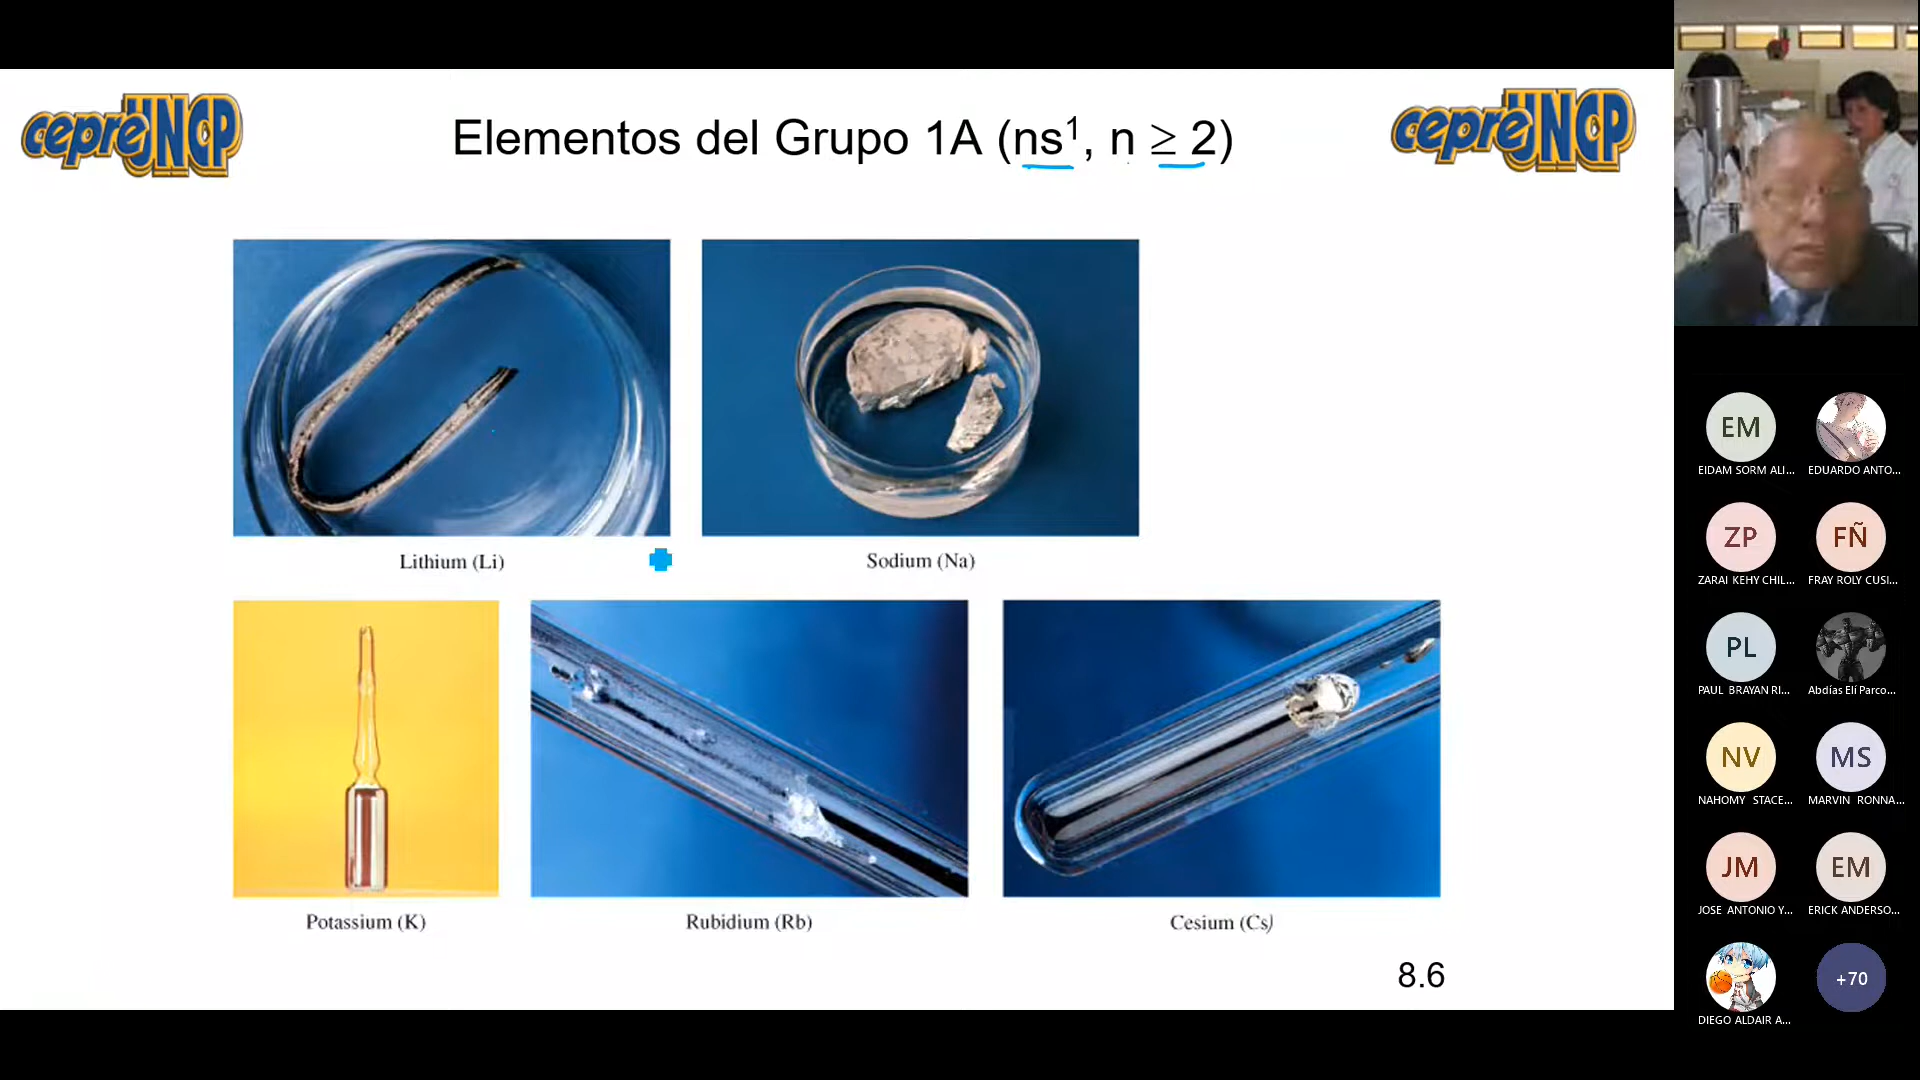 cepreUNCP
Elementos del Grupo 1A (ns¹, n ≥ 2)
cepreUNCP
Lithium (Li)
Sodium (Na)
Potassium (K)
Rubidium (Rb)
Cesium (Cs)
8.6
EM
EIDAM SORM ALI...
EDUARDO ANTO...
ZP
ZARAI KEHY CHIL...
FÑ
FRAY ROLY CUSI...
PL
PAUL BRAYAN RI...
Abdías Elí Parco...
NV
NAHOMY STACE...
MS
MARVIN RONNA...
JM
JOSE ANTONIO Y...
EM
ERICK ANDERSO...
DIEGO ALDAIR A...
+70